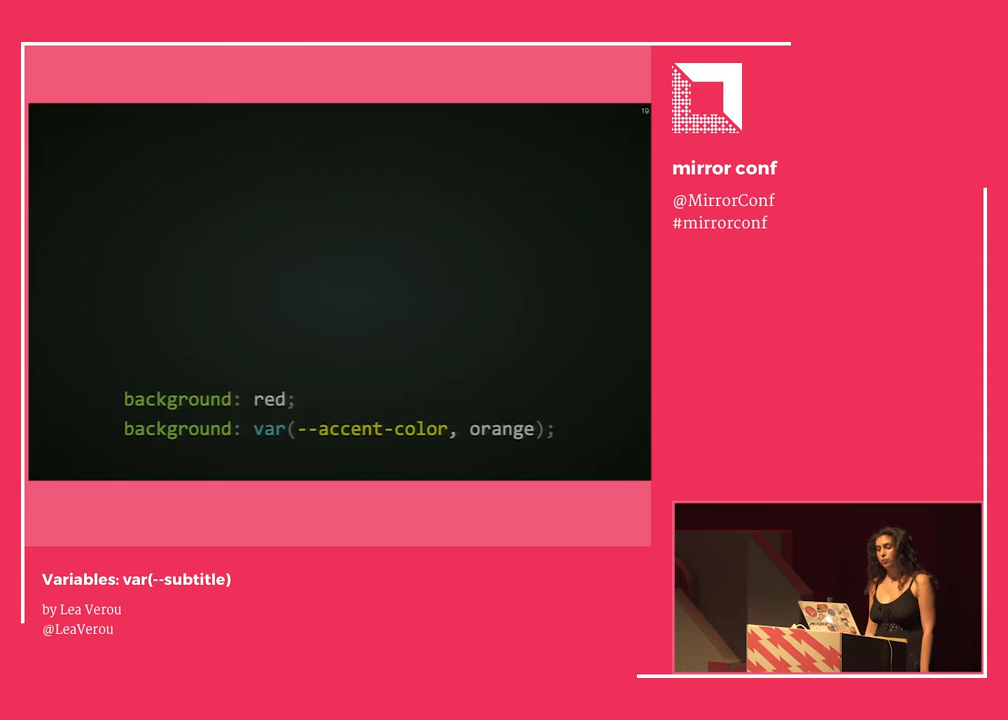 19
background: red;
background: var(--accent-color, orange);
mirror conf
@MirrorConf
#mirrorconf
Variables: var(--subtitle)
by Lea Verou
@LeaVerou